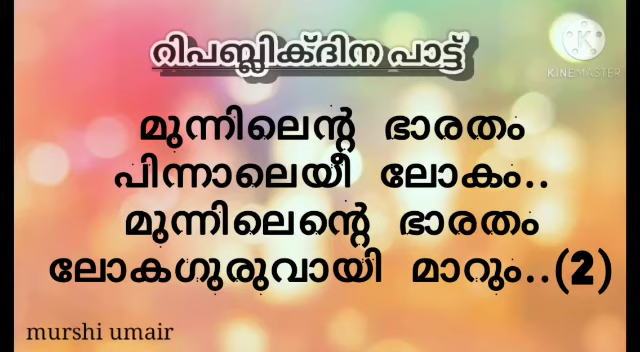 റിപബ്ലിക്ദിന പാട്ട്
KINEMASTER
മുന്നിലെന്റ ഭാരതം
പിന്നാലെയീ ലോകം..
മുന്നിലെന്റെ ഭാരതം
ലോകഗുരുവായി മാറും..(2)
murshi umair